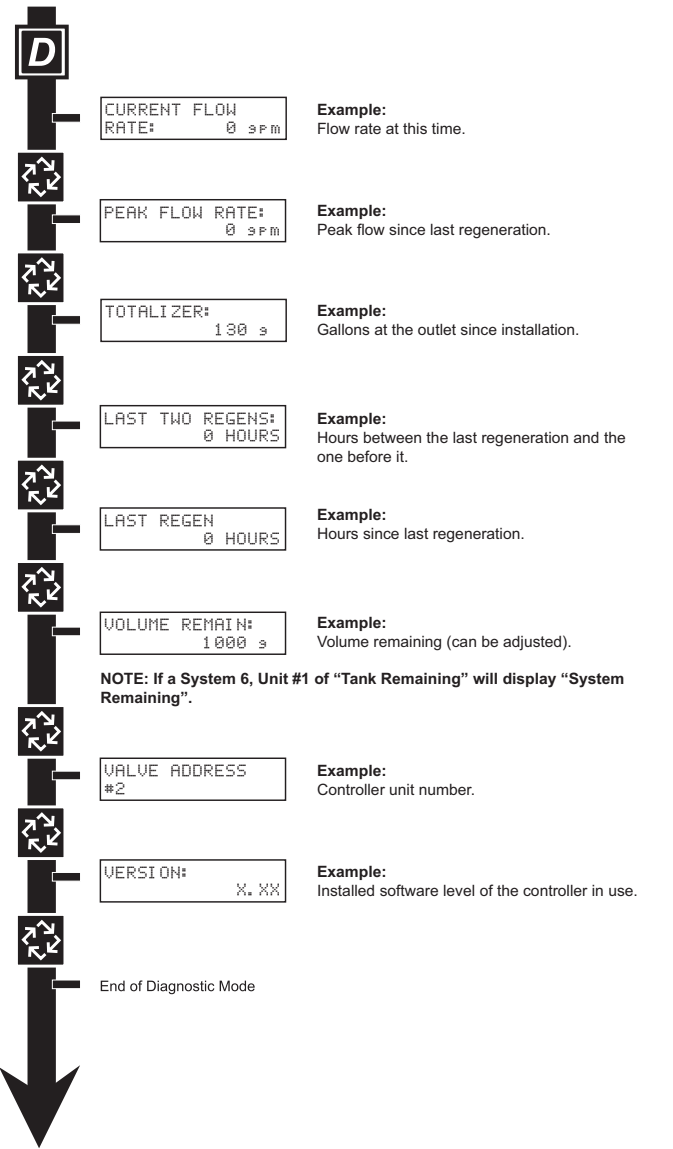 D
CURRENT FLOW
RATE: 0 gpm
Example:
Flow rate at this time.
PEAK FLOW RATE:
0 gpm
Example:
Peak flow since last regeneration.
TOTALIZER:
130 g
Example:
Gallons at the outlet since installation.
LAST TWO REGENS:
0 HOURS
Example:
Hours between the last regeneration and the
one before it.
LAST REGEN
0 HOURS
Example:
Hours since last regeneration.
VOLUME REMAIN:
1000 g
Example:
Volume remaining (can be adjusted).
NOTE: If a System 6, Unit #1 of “Tank Remaining” will display “System
Remaining”.
VALVE ADDRESS
#2
Example:
Controller unit number.
VERSION:
X.XX
Example:
Installed software level of the controller in use.
End of Diagnostic Mode